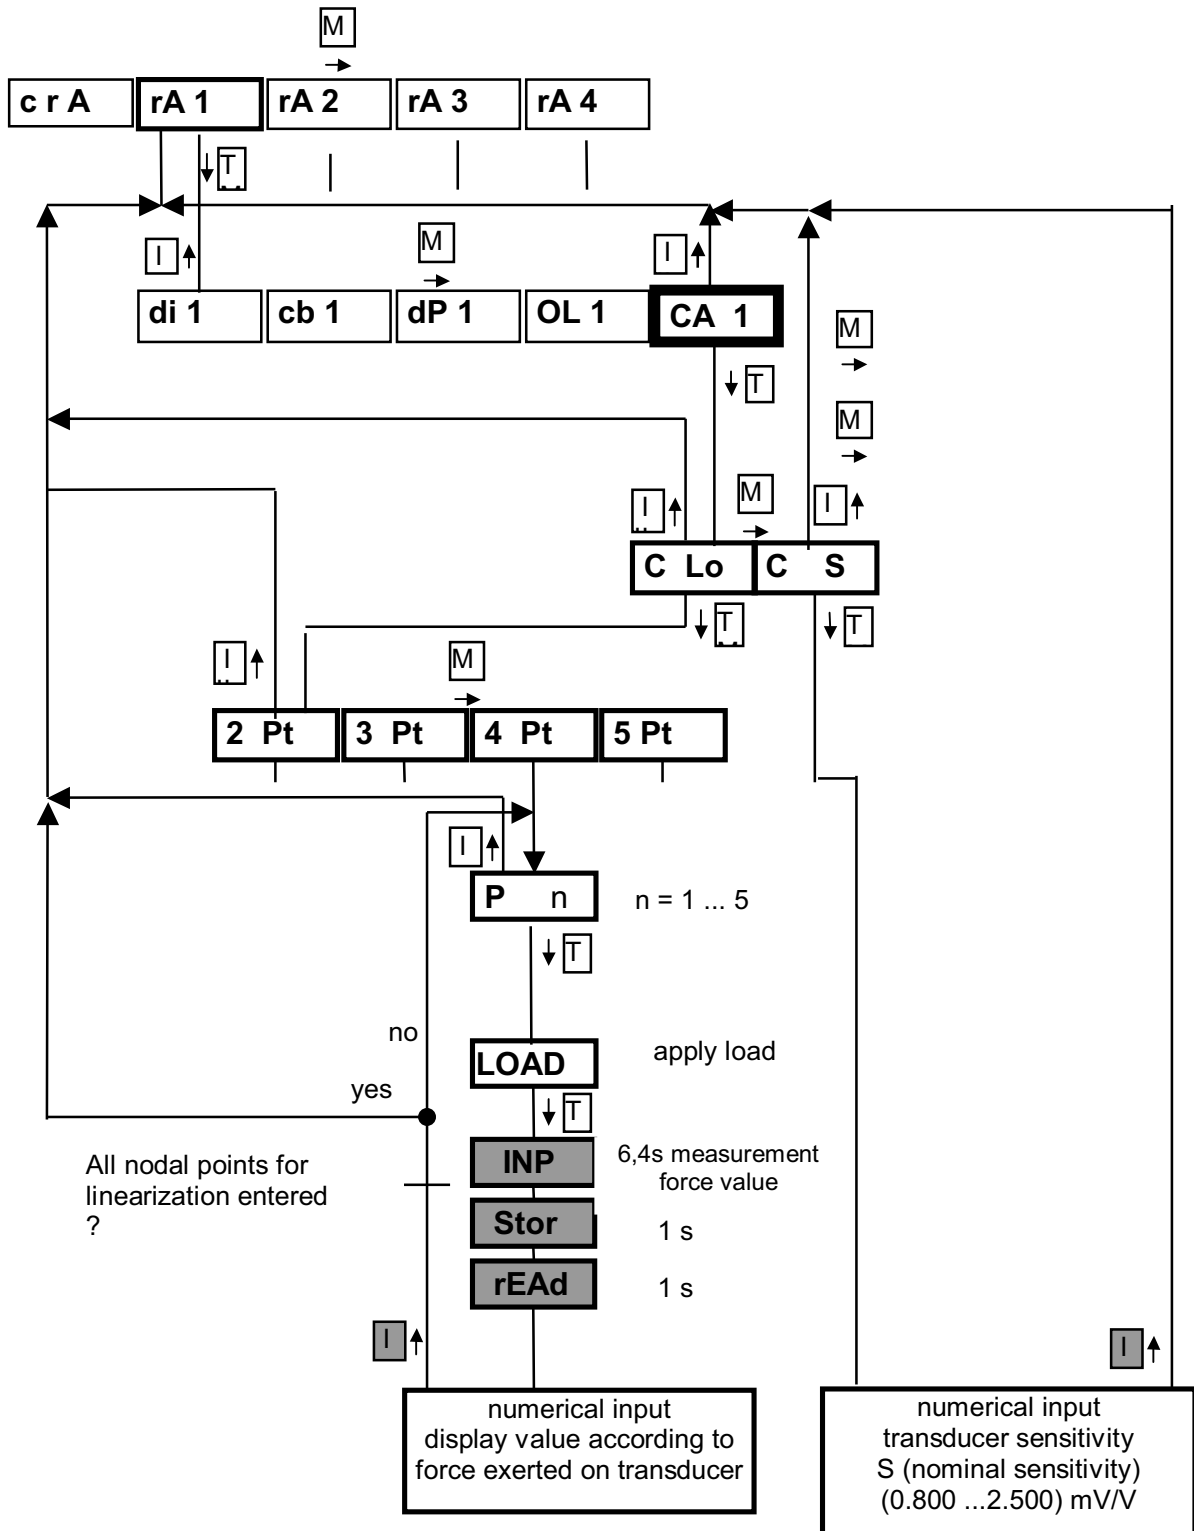 M
c r A
rA 1
rA 2
rA 3
rA 4
T
I
M
I
di 1
cb 1
dP 1
OL 1
CA 1
M
T
M
M
I
I
C Lo
C S
T
T
I
M
2 Pt
3 Pt
4 Pt
5 Pt
I
P n
n = 1 ... 5
T
no
LOAD
apply load
yes
T
All nodal points for
linearization entered
?
INP
6,4s measurement
force value
Stor
1 s
rEAd
1 s
I
I
numerical input
display value according to
force exerted on transducer
numerical input
transducer sensitivity
S (nominal sensitivity)
(0.800 ...2.500) mV/V